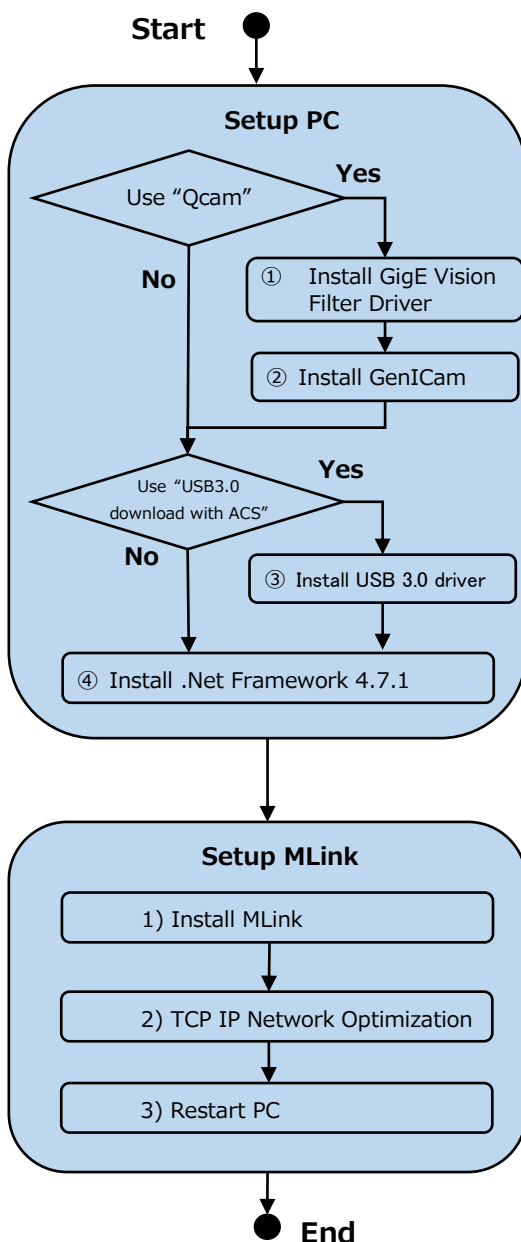 Start
Setup PC
Use “Qcam”
Yes
No
① Install GigE Vision
Filter Driver
② Install GenICam
Use “USB3.0
download with ACS”
Yes
No
③ Install USB 3.0 driver
④ Install .Net Framework 4.7.1
Setup MLink
1) Install MLink
2) TCP IP Network Optimization
3) Restart PC
End